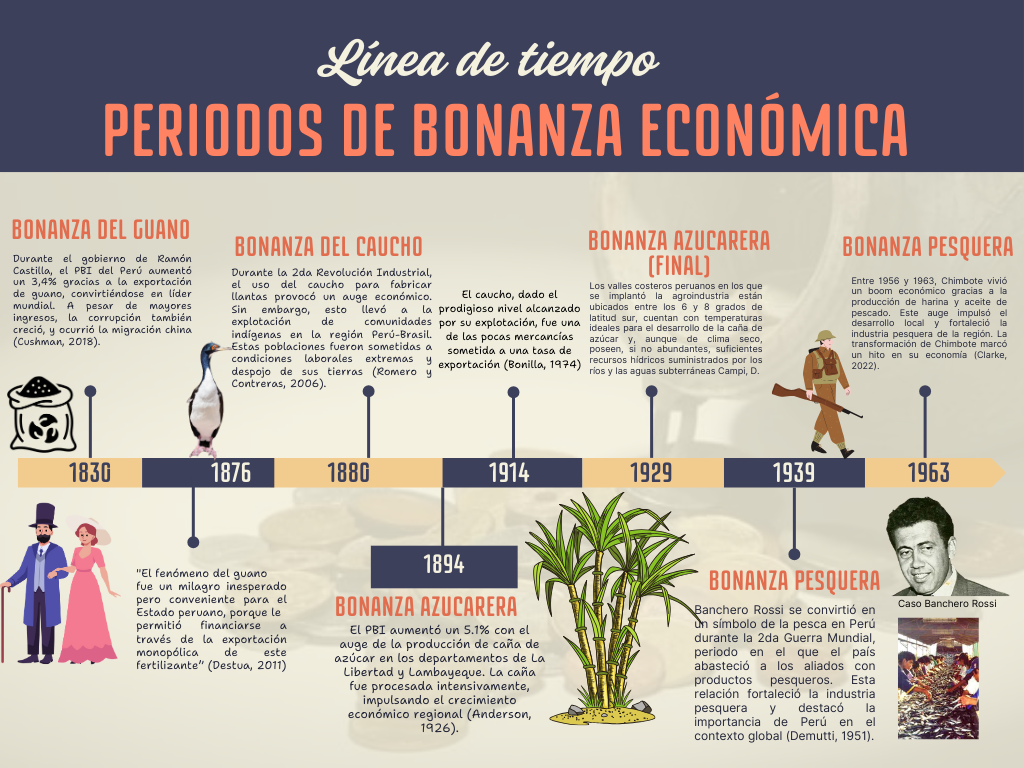 Línea de tiempo
PERIODOS DE BONANZA ECONÓMICA
BONANZA DEL GUANO
Durante el gobierno de Ramón
Castilla, el PBI del Perú aumentó
un 3,4% gracias a la exportación
de guano, convirtiéndose en líder
mundial. A pesar de mayores
ingresos, la corrupción también
creció, y ocurrió la migración china
(Cushman, 2018).
BONANZA DEL CAUCHO
Durante la 2da Revolución Industrial,
el uso del caucho para fabricar
llantas provocó un auge económico.
Sin embargo, esto llevó a la
explotación de comunidades
indígenas en la región Perú-Brasil.
Estas poblaciones fueron sometidas a
condiciones laborales extremas y
despojo de sus tierras (Romero y
Contreras, 2006).
El caucho, dado el
prodigioso nivel alcanzado
por su explotación, fue una
de las pocas mercancías
sometida a una tasa de
exportación (Bonilla, 1974)
BONANZA AZUCARERA
(FINAL)
Los valles costeros peruanos en los que
se implantó la agroindustria están
ubicados entre los 6 y 8 grados de
latitud sur, cuentan con temperaturas
ideales para el desarrollo de la caña de
azúcar y, aunque de clima seco,
poseen, si no abundantes, suficientes
recursos hídricos suministrados por los
ríos y las aguas subterráneas Campi, D.
BONANZA PESQUERA
Entre 1956 y 1963, Chimbote vivió
un boom económico gracias a la
producción de harina y aceite de
pescado. Este auge impulsó el
desarrollo local y fortaleció la
industria pesquera de la región. La
transformación de Chimbote marcó
un hito en su economía (Clarke,
2022).
1830
1876
1880
1914
1929
1939
1963
"El fenómeno del guano
fue un milagro inesperado
pero conveniente para el
Estado peruano, porque le
permitió financiarse a
través de la exportación
monopólica de este
fertilizante” (Destua, 2011)
1894
BONANZA AZUCARERA
El PBI aumentó un 5.1% con el
auge de la producción de caña de
azúcar en los departamentos de La
Libertad y Lambayeque. La caña
fue procesada intensivamente,
impulsando el crecimiento
económico regional (Anderson,
1926).
BONANZA PESQUERA
Banchero Rossi se convirtió en
un símbolo de la pesca en Perú
durante la 2da Guerra Mundial,
periodo en el que el país
abasteció a los aliados con
productos pesqueros. Esta
relación fortaleció la industria
pesquera y destacó la
importancia de Perú en el
contexto global (Demutti, 1951).
Caso Banchero Rossi